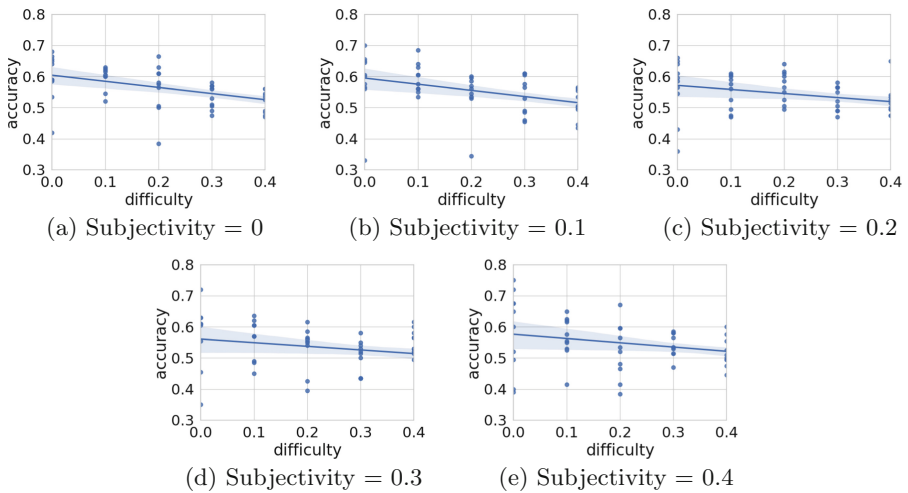 0.8 0.8 0.8
0.7 0.7 0.7
0.6 0.6 0.6
0.5 0.5 0.5
0.4 0.4 0.4
0.3 0.3 0.3
accuracy accuracy accuracy
0.0 0.1 0.2 0.3 0.4 0.0 0.1 0.2 0.3 0.4 0.0 0.1 0.2 0.3 0.4
difficulty difficulty difficulty
(a) Subjectivity = 0 (b) Subjectivity = 0.1 (c) Subjectivity = 0.2
0.8 0.8
0.7 0.7
0.6 0.6
0.5 0.5
0.4 0.4
0.3 0.3
accuracy accuracy
0.0 0.1 0.2 0.3 0.4 0.0 0.1 0.2 0.3 0.4
difficulty difficulty
(d) Subjectivity = 0.3 (e) Subjectivity = 0.4